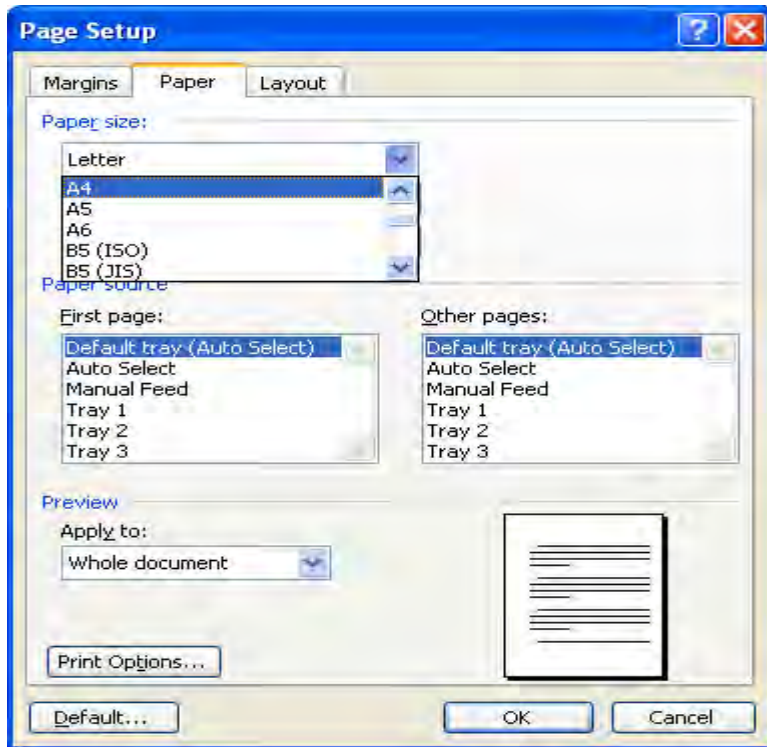 Page Setup
Margins Paper Layout
Paper size:
Letter
A4
A5
A6
B5 (ISO)
B5 (JIS)
Paper source
First page:
Default tray (Auto Select)
Auto Select
Manual Feed
Tray 1
Tray 2
Tray 3
Other pages:
Default tray (Auto Select)
Auto Select
Manual Feed
Tray 1
Tray 2
Tray 3
Preview
Apply to:
Whole document
Print Options...
Default... OK Cancel